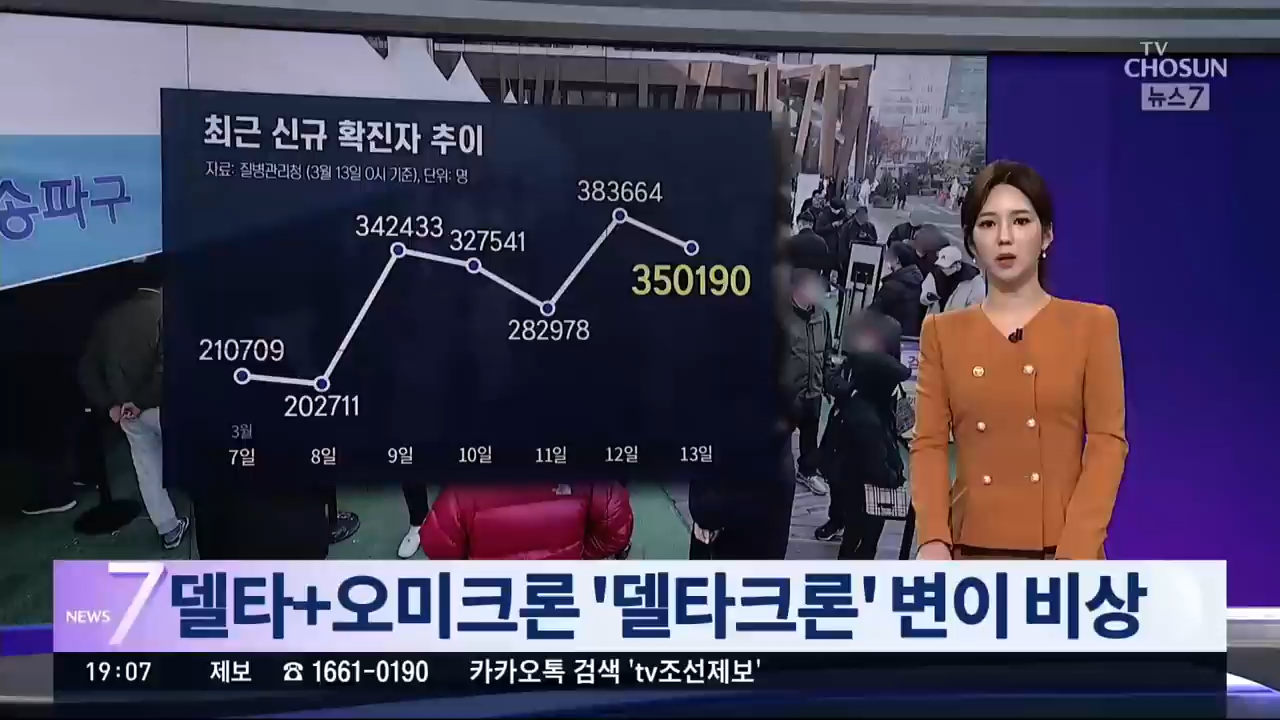 TV
CHOSUN
뉴스7
송파구
최근 신규 확진자 추이
자료: 질병관리청 (3월 13일 0시 기준), 단위: 명
383664
342433
327541
350190
282978
210709
202711
3월
7일 8일 9일 10일 11일 12일 13일
NEWS 7
델타+오미크론 '델타크론' 변이 비상
19:07 제보 ☎ 1661-0190 카카오톡 검색 'tv조선제보'